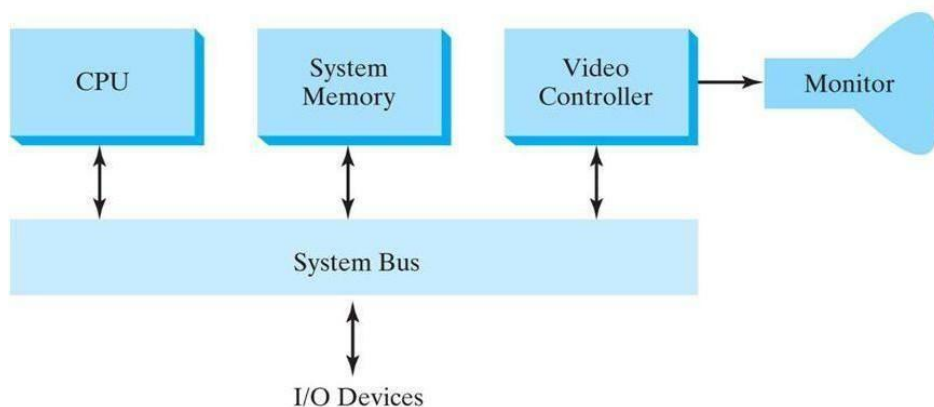 CPU
System
Memory
Video
Controller
Monitor
System Bus
I/O Devices